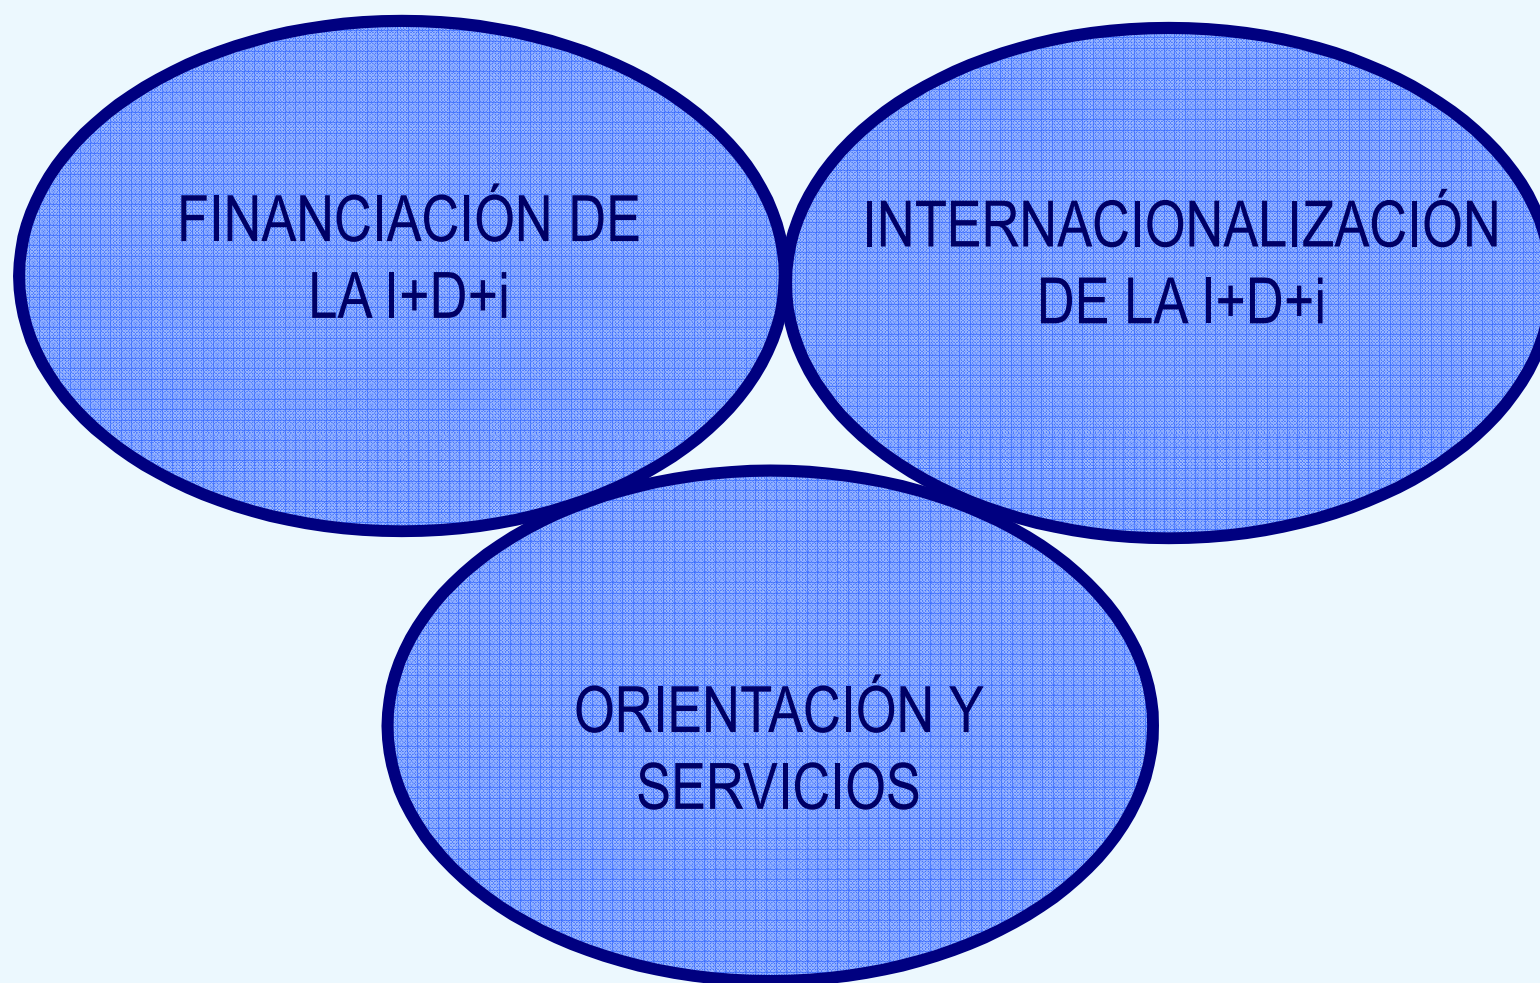 FINANCIACIÓN DE
LA I+D+i
INTERNACIONALIZACIÓN
DE LA I+D+i
ORIENTACIÓN Y
SERVICIOS